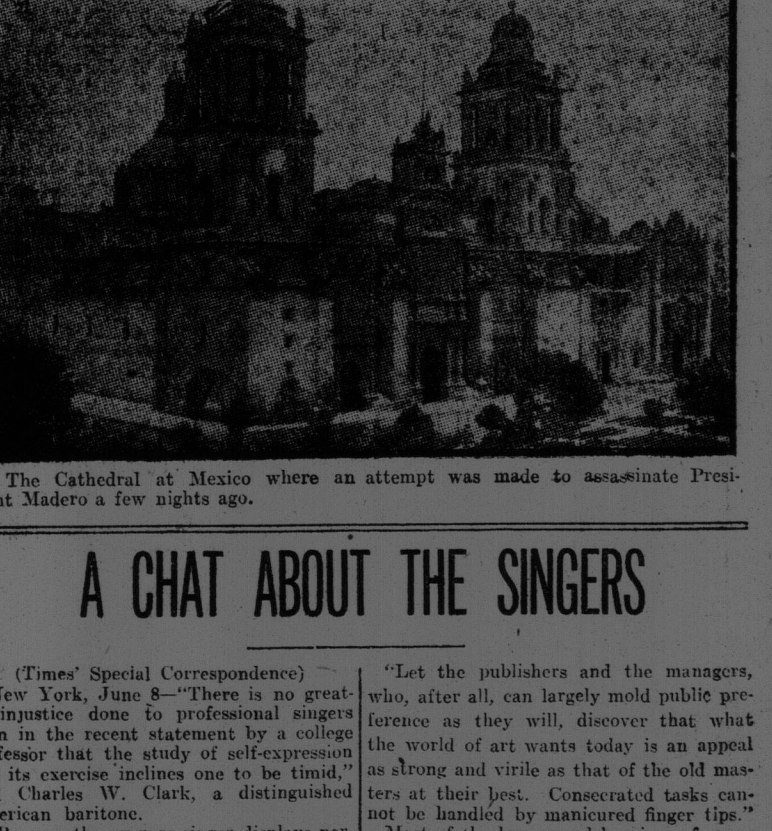 The Cathedral at Mexico where an attempt was made to assassinate Presi-
nt Madero a few nights ago.
A CHAT ABOUT THE SINGERS
(Times' Special Correspondence)
New York, June 8—"There is no great-
injustice done to professional singers
n in the recent statement by a college
fessor that the study of self-expression
its exercise inclines one to be timid,"
Charles W. Clark, a distinguished
erican baritone.
"Let the publishers and the managers,
who, after all, can largely mold public pre-
ference as they will, discover that what
the world of art wants today is an appeal
as strong and virile as that of the old mas-
ters at their best. Consecrated tasks can-
not be handled by manicured finger tips."